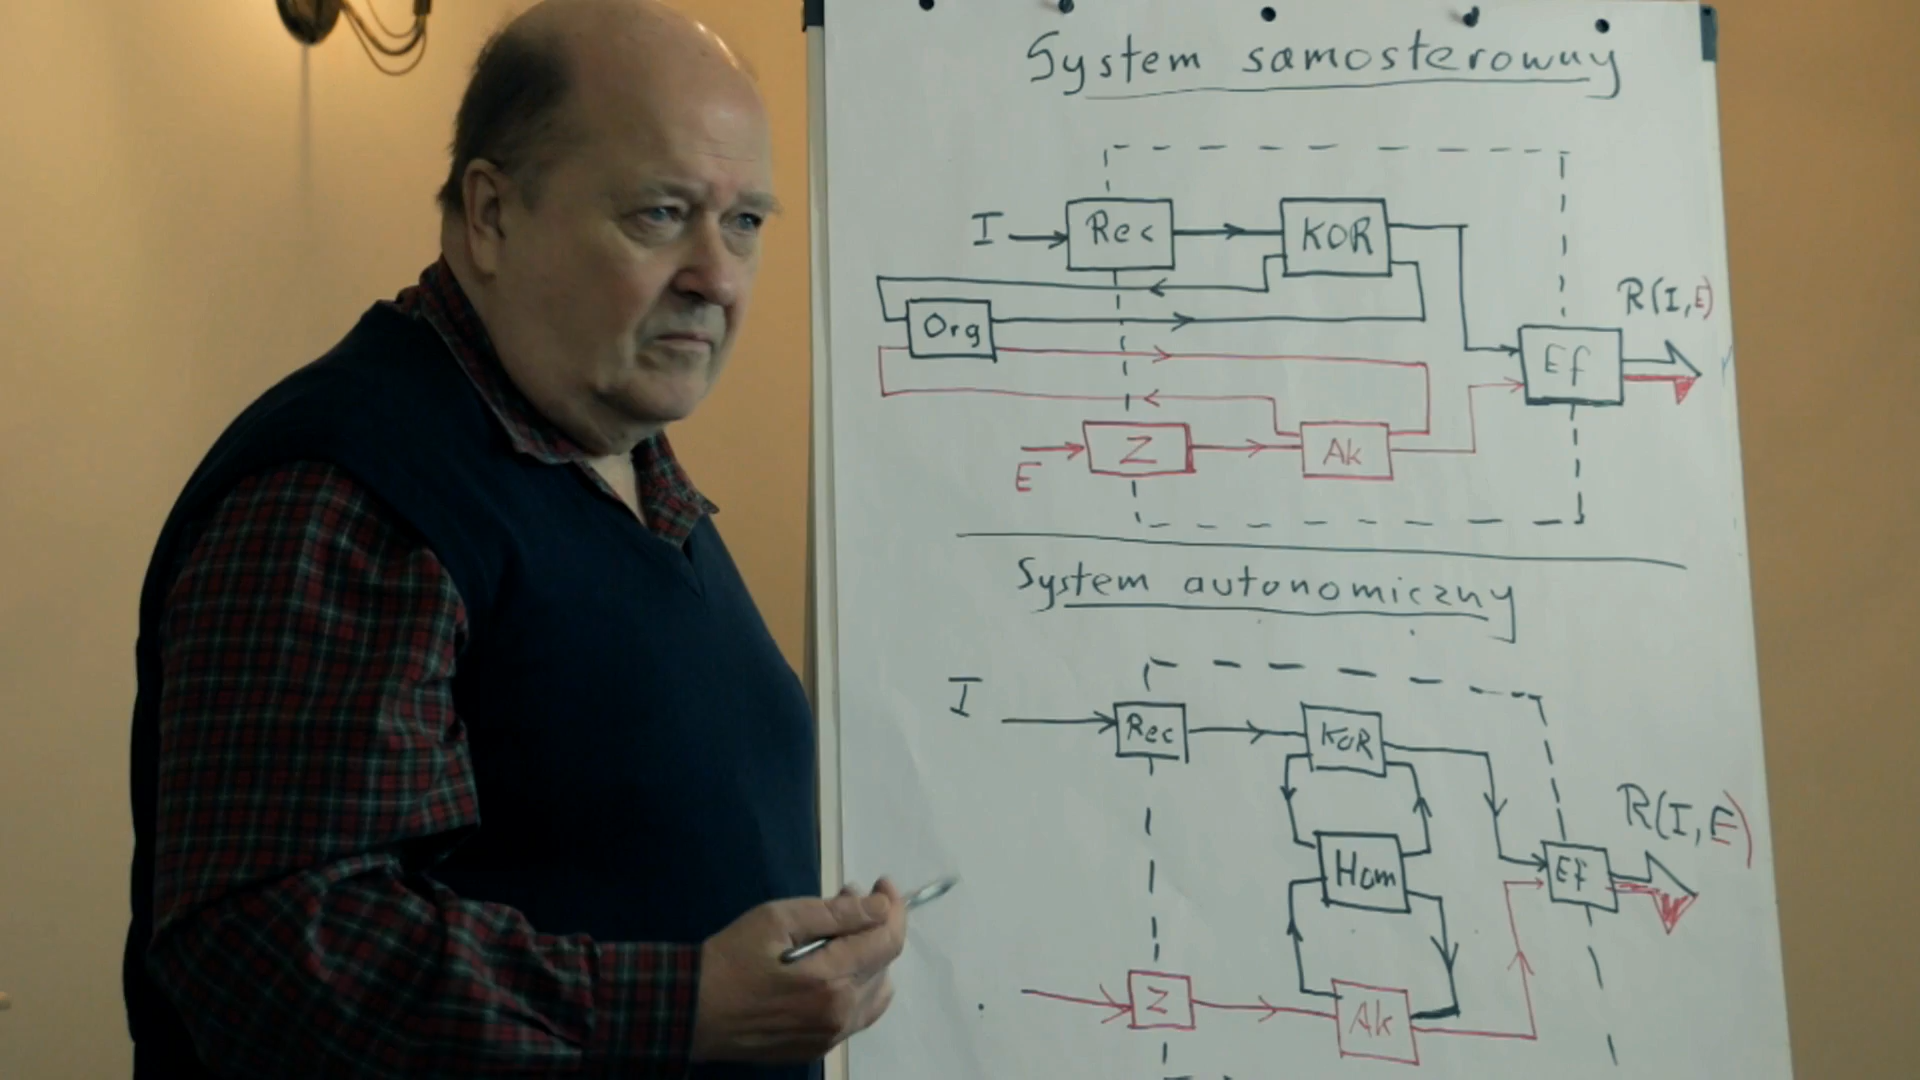 System samosterowny
I Rec KOR
R(I,E)
Org
Ef
E Z Ak
System autonomiczny
I Rec KOR
R(I,E)
Hom Ef
Z Ak